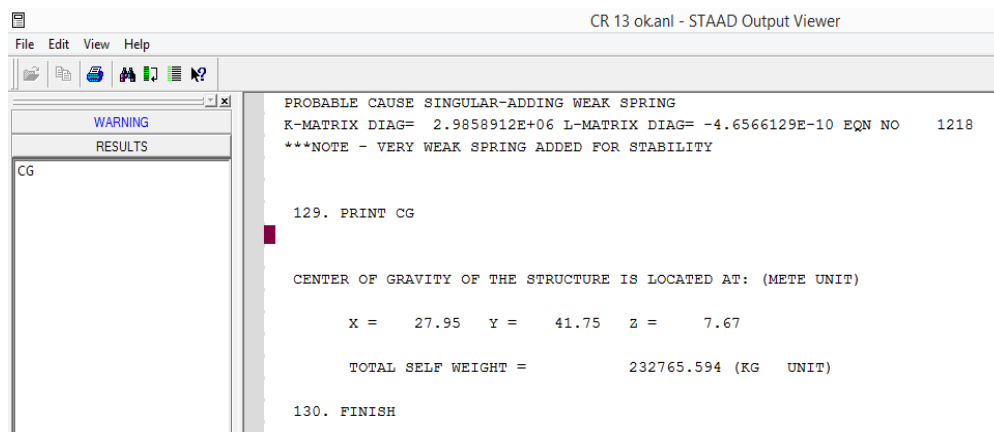 CR 13 ok.anl - STAAD Output Viewer
File Edit View Help
WARNING
RESULTS
CG
PROBABLE CAUSE SINGULAR-ADDING WEAK SPRING
K-MATRIX DIAG= 2.9858912E+06 L-MATRIX DIAG= -4.6566129E-10 EQN NO 1218
***NOTE - VERY WEAK SPRING ADDED FOR STABILITY
129. PRINT CG
CENTER OF GRAVITY OF THE STRUCTURE IS LOCATED AT: (METE UNIT)
X = 27.95 Y = 41.75 Z = 7.67
TOTAL SELF WEIGHT = 232765.594 (KG UNIT)
130. FINISH